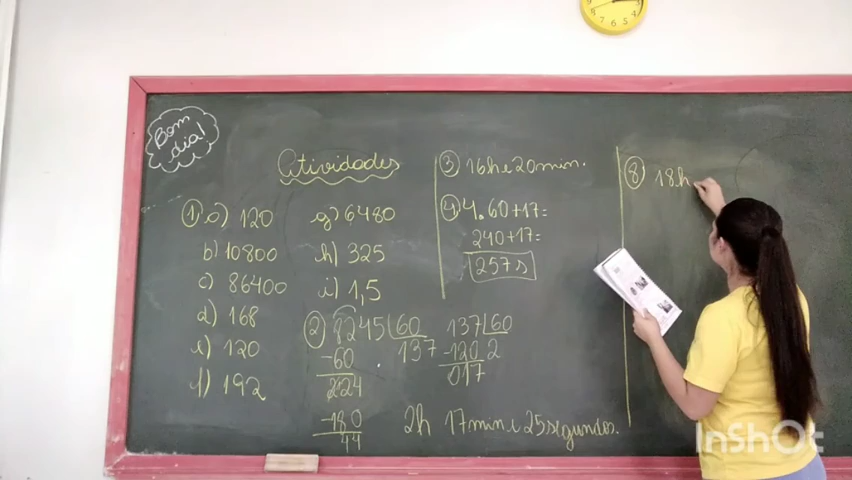 Bom
dia!
Atividades
① a) 120
b) 10800
c) 86400
d) 168
e) 120
f) 192
g) 6480
h) 325
i) 1,5
② 8245 60
-60 137
224
-180
44
137 60
-120 2
017
2h 17min e 25segundos.
③ 16h e 20min.
④ 4.60+17=
240+17=
257s
⑧ 18h
InShOt